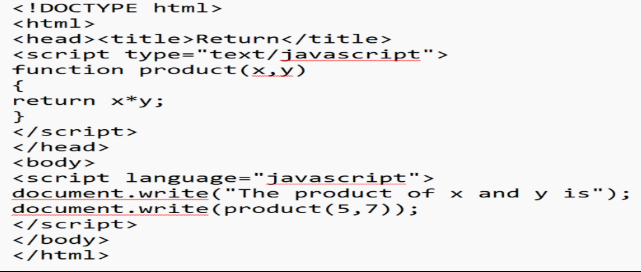 <!DOCTYPE html>
<html>
<head><title>Return</title>
<script type="text/javascript">
function product(x,y)
{
return x*y;
}
</script>
</head>
<body>
<script language="javascript">
document.write("The product of x and y is");
document.write(product(5,7));
</script>
</body>
</html>